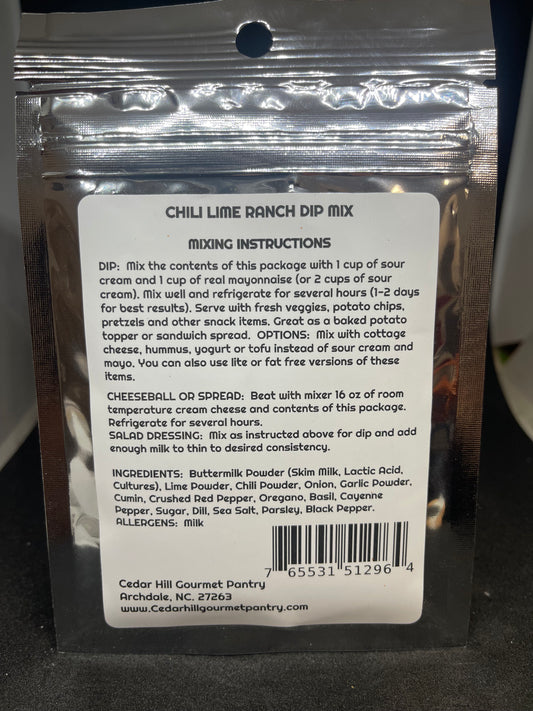 CHILI LIME RANCH DIP MIX
MIXING INSTRUCTIONS
DIP: Mix the contents of this package with 1 cup of sour
cream and 1 cup of real mayonnaise (or 2 cups of sour
cream). Mix well and refrigerate for several hours (1-2 days
for best results). Serve with fresh veggies, potato chips,
pretzels and other snack items. Great as a baked potato
topper or sandwich spread. OPTIONS: Mix with cottage
cheese, hummus, yogurt or tofu instead of sour cream and
mayo. You can also use lite or fat free versions of these
items.
CHEESEBALL OR SPREAD: Beat with mixer 16 oz of room
temperature cream cheese and contents of this package.
Refrigerate for several hours.
SALAD DRESSING: Mix as instructed above for dip and add
enough milk to thin to desired consistency.
INGREDIENTS: Buttermilk Powder (Skim Milk, Lactic Acid,
Cultures), Lime Powder, Chili Powder, Onion, Garlic Powder,
Cumin, Crushed Red Pepper, Oregano, Basil, Cayenne
Pepper, Sugar, Dill, Sea Salt, Parsley, Black Pepper.
ALLERGENS: Milk
7 65531 51296 4
Cedar Hill Gourmet Pantry
Archdale, NC. 27263
www.Cedarhillgourmetpantry.com